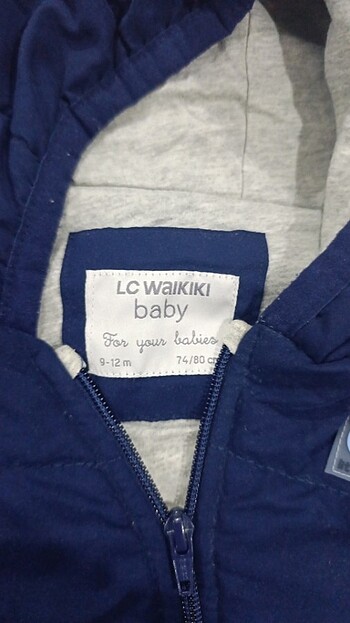 LC WAIKIKI
baby
For your babies
9-12 m 74/80 cm